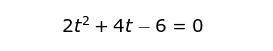 2t² + 4t − 6 = 0